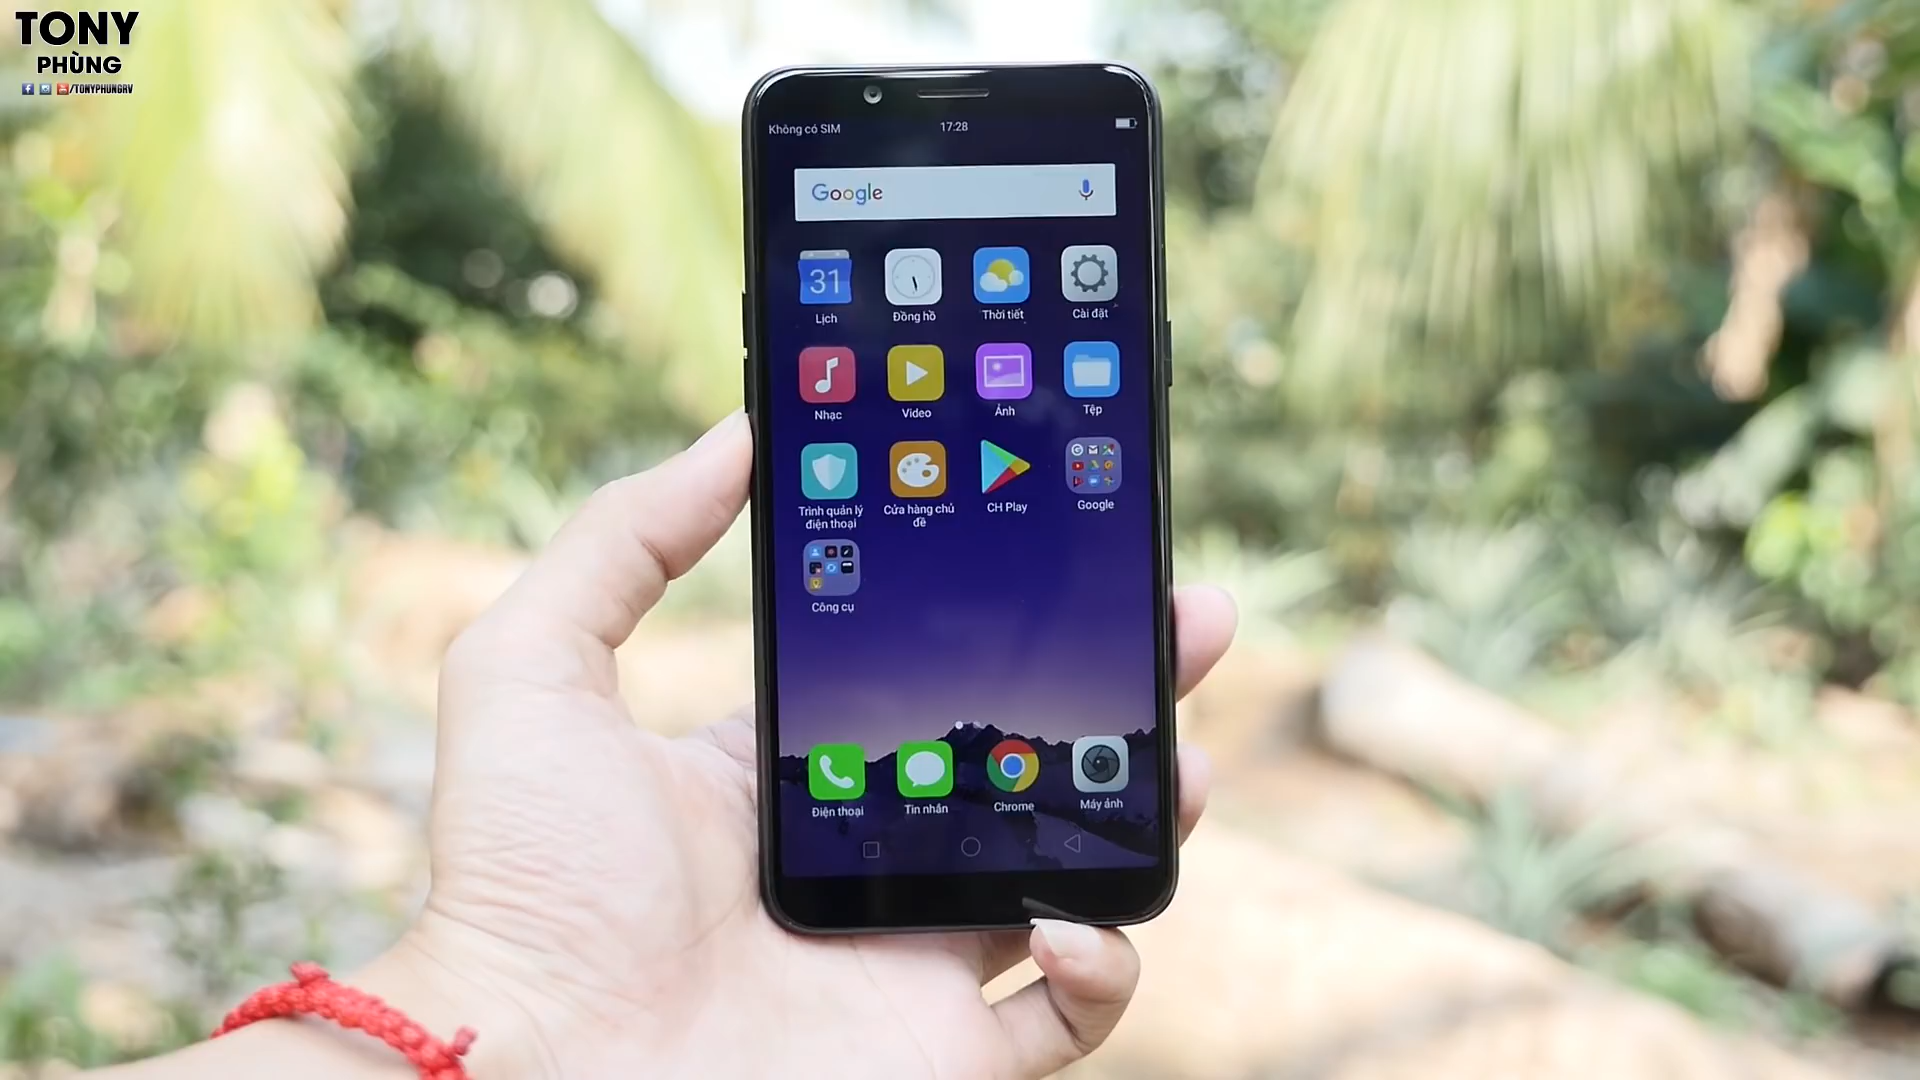 TONY
PHÙNG
/TONYPHUNGRV
Không có SIM
17:28
Google
31
Lịch
Đồng hồ
Thời tiết
Cài đặt
Nhạc
Video
Ảnh
Tệp
Trình quản lý
điện thoại
Cửa hàng chủ
đề
CH Play
Google
Công cụ
Điện thoại
Tin nhắn
Chrome
Máy ảnh